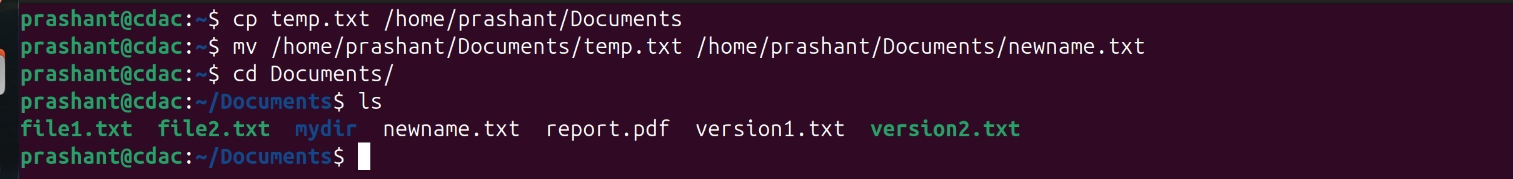 prashant@cdac:~$ cp temp.txt /home/prashant/Documents
prashant@cdac:~$ mv /home/prashant/Documents/temp.txt /home/prashant/Documents/newname.txt
prashant@cdac:~$ cd Documents/
prashant@cdac:~/Documents$ ls
file1.txt  file2.txt  mydir  newname.txt  report.pdf  version1.txt  version2.txt
prashant@cdac:~/Documents$